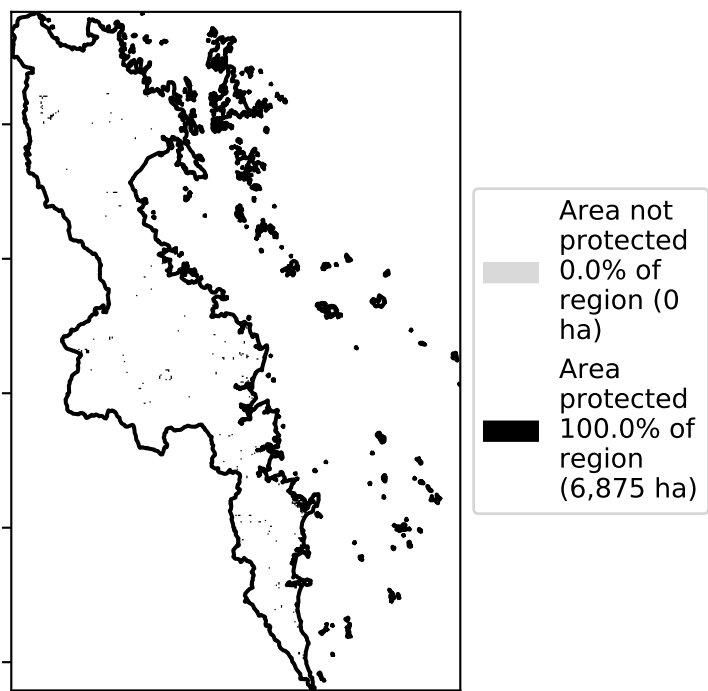 Area not
protected
0.0% of
region (0
ha)
Area
protected
100.0% of
region
(6,875 ha)